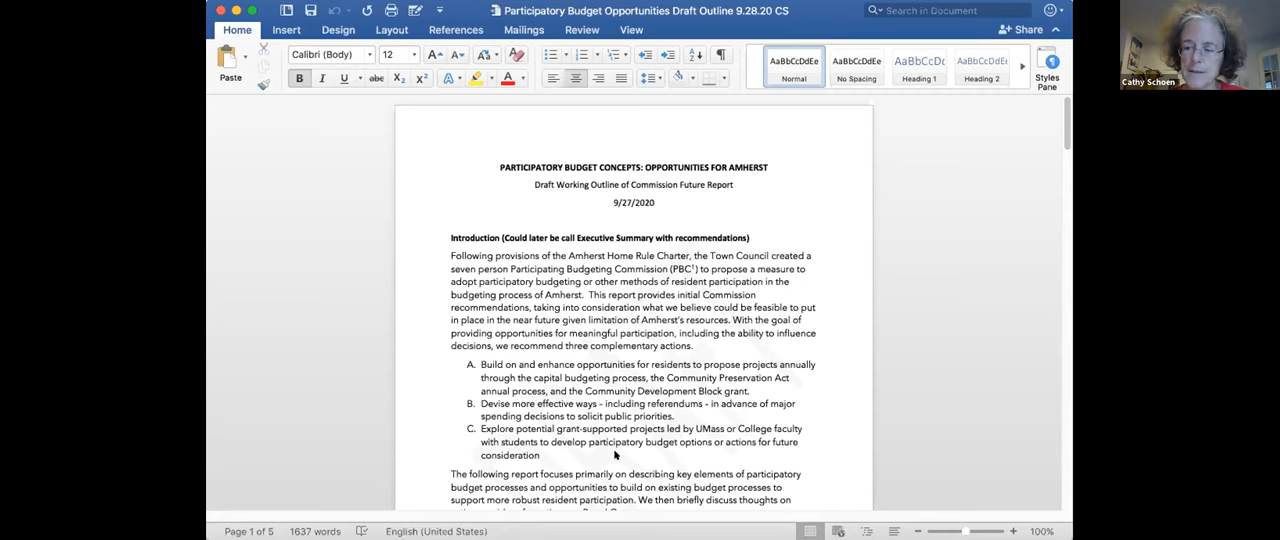 Participatory Budget Opportunities Draft Outline 9.28.20 CS
Search in Document
Home Insert Design Layout References Mailings Review View
Share
Paste
Calibri (Body) 12
B I U abc X₂ X²
AaBbCcDdEe AaBbCcDdEe AaBbCcDc AaBbCcDdEe
Normal No Spacing Heading 1 Heading 2
Styles
Pane
Cathy Schoen
PARTICIPATORY BUDGET CONCEPTS: OPPORTUNITIES FOR AMHERST
Draft Working Outline of Commission Future Report
9/27/2020
Introduction (Could later be call Executive Summary with recommendations)
Following provisions of the Amherst Home Rule Charter, the Town Council created a
seven person Participating Budgeting Commission (PBC¹) to propose a measure to
adopt participatory budgeting or other methods of resident participation in the
budgeting process of Amherst. This report provides initial Commission
recommendations, taking into consideration what we believe could be feasible to put
in place in the near future given limitation of Amherst's resources. With the goal of
providing opportunities for meaningful participation, including the ability to influence
decisions, we recommend three complementary actions.
A. Build on and enhance opportunities for residents to propose projects annually
through the capital budgeting process, the Community Preservation Act
annual process, and the Community Development Block grant.
B. Devise more effective ways - including referendums - in advance of major
spending decisions to solicit public priorities.
C. Explore potential grant-supported projects led by UMass or College faculty
with students to develop participatory budget options or actions for future
consideration
The following report focuses primarily on describing key elements of participatory
budget processes and opportunities to build on existing budget processes to
support more robust resident participation. We then briefly discuss thoughts on
Page 1 of 5 1637 words English (United States) 100%